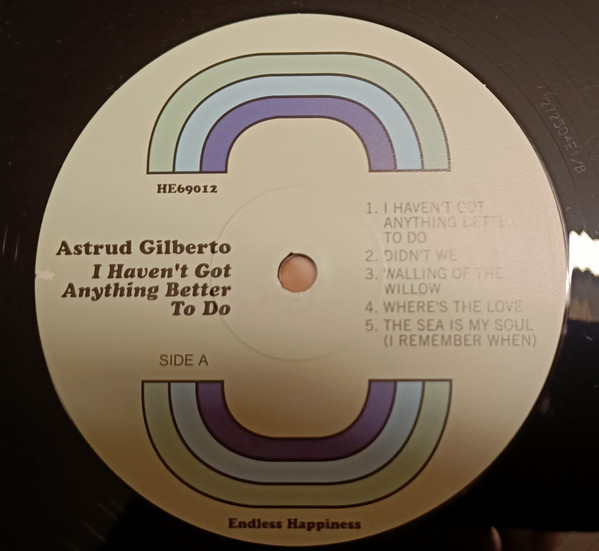 HE69012
Astrud Gilberto
I Haven't Got
Anything Better
To Do
SIDE A
1. I HAVEN'T GOT
ANYTHING BETTER
TO DO
2. DIDN'T WE
3. WALLING OF THE
WILLOW
4. WHERE'S THE LOVE
5. THE SEA IS MY SOUL
(I REMEMBER WHEN)
Endless Happiness